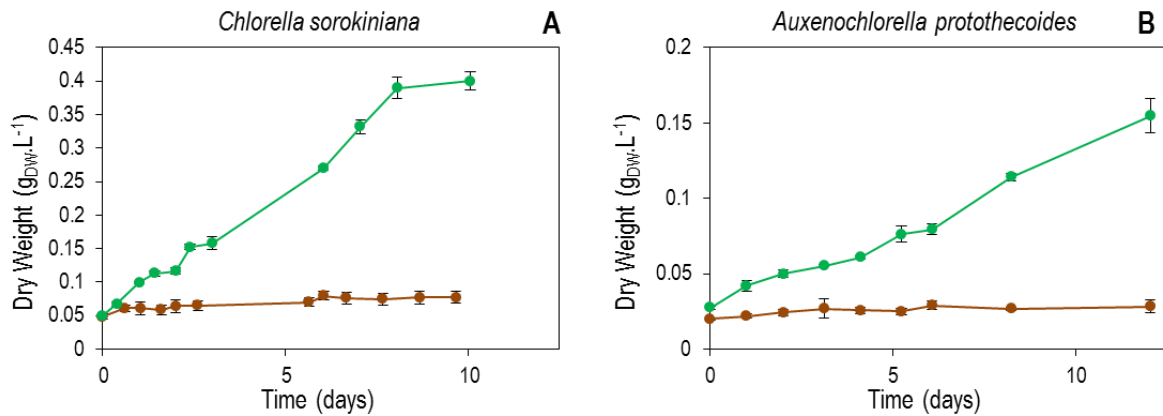 Chlorella sorokiniana A
Dry Weight (gDW.L-1)
0.45
0.4
0.35
0.3
0.25
0.2
0.15
0.1
0.05
0
0 5 10
Time (days)
Auxenochlorella protothecoides B
Dry Weight (gDW.L-1)
0.2
0.15
0.1
0.05
0
0 5 10
Time (days)